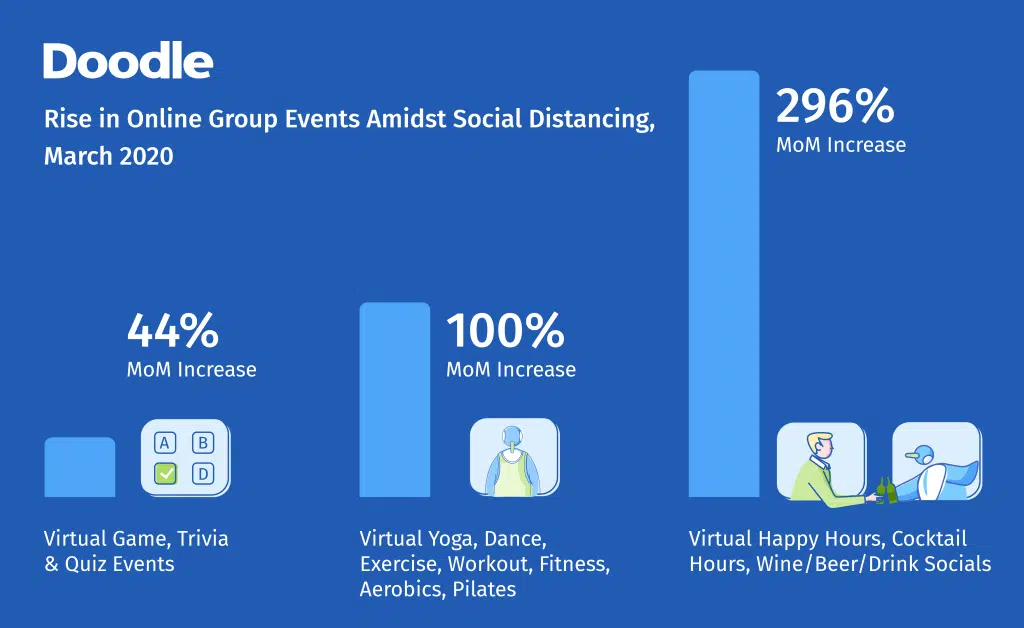 Doodle
Rise in Online Group Events Amidst Social Distancing,
March 2020
44%
MoM Increase
A B
D
Virtual Game, Trivia
& Quiz Events
100%
MoM Increase
Virtual Yoga, Dance,
Exercise, Workout, Fitness,
Aerobics, Pilates
296%
MoM Increase
Virtual Happy Hours, Cocktail
Hours, Wine/Beer/Drink Socials